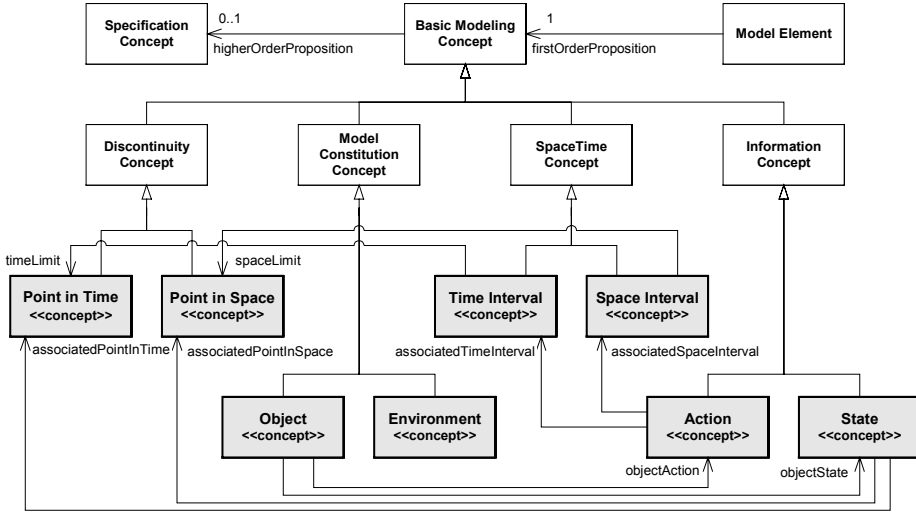 Specification
Concept
0..1
higherOrderProposition
Basic Modeling
Concept
1
firstOrderProposition
Model Element
Discontinuity
Concept
Model
Constitution
Concept
SpaceTime
Concept
Information
Concept
timeLimit
spaceLimit
Point in Time
<<concept>>
Point in Space
<<concept>>
Time Interval
<<concept>>
Space Interval
<<concept>>
associatedPointInTime
associatedPointInSpace
associatedTimeInterval
associatedSpaceInterval
Object
<<concept>>
Environment
<<concept>>
Action
<<concept>>
State
<<concept>>
objectAction
objectState